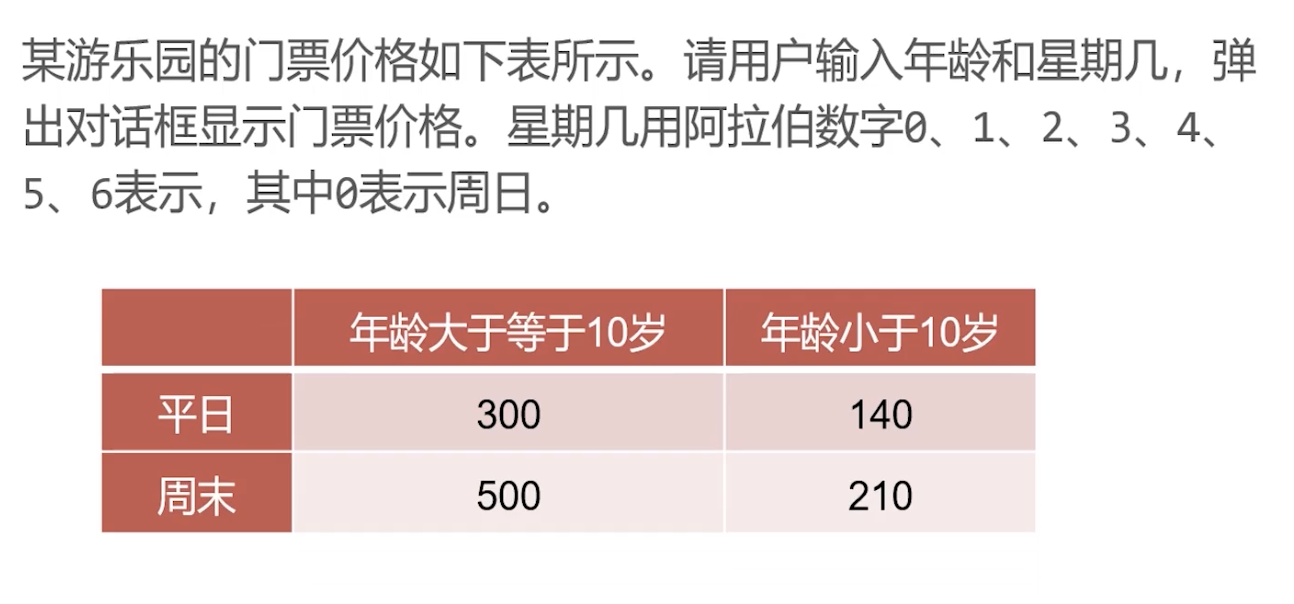 某游乐园的门票价格如下表所示。请用户输入年龄和星期几，弹
出对话框显示门票价格。星期几用阿拉伯数字0、1、2、3、4、
5、6表示，其中0表示周日。
年龄大于等于10岁 年龄小于10岁
平日 300 140
周末 500 210